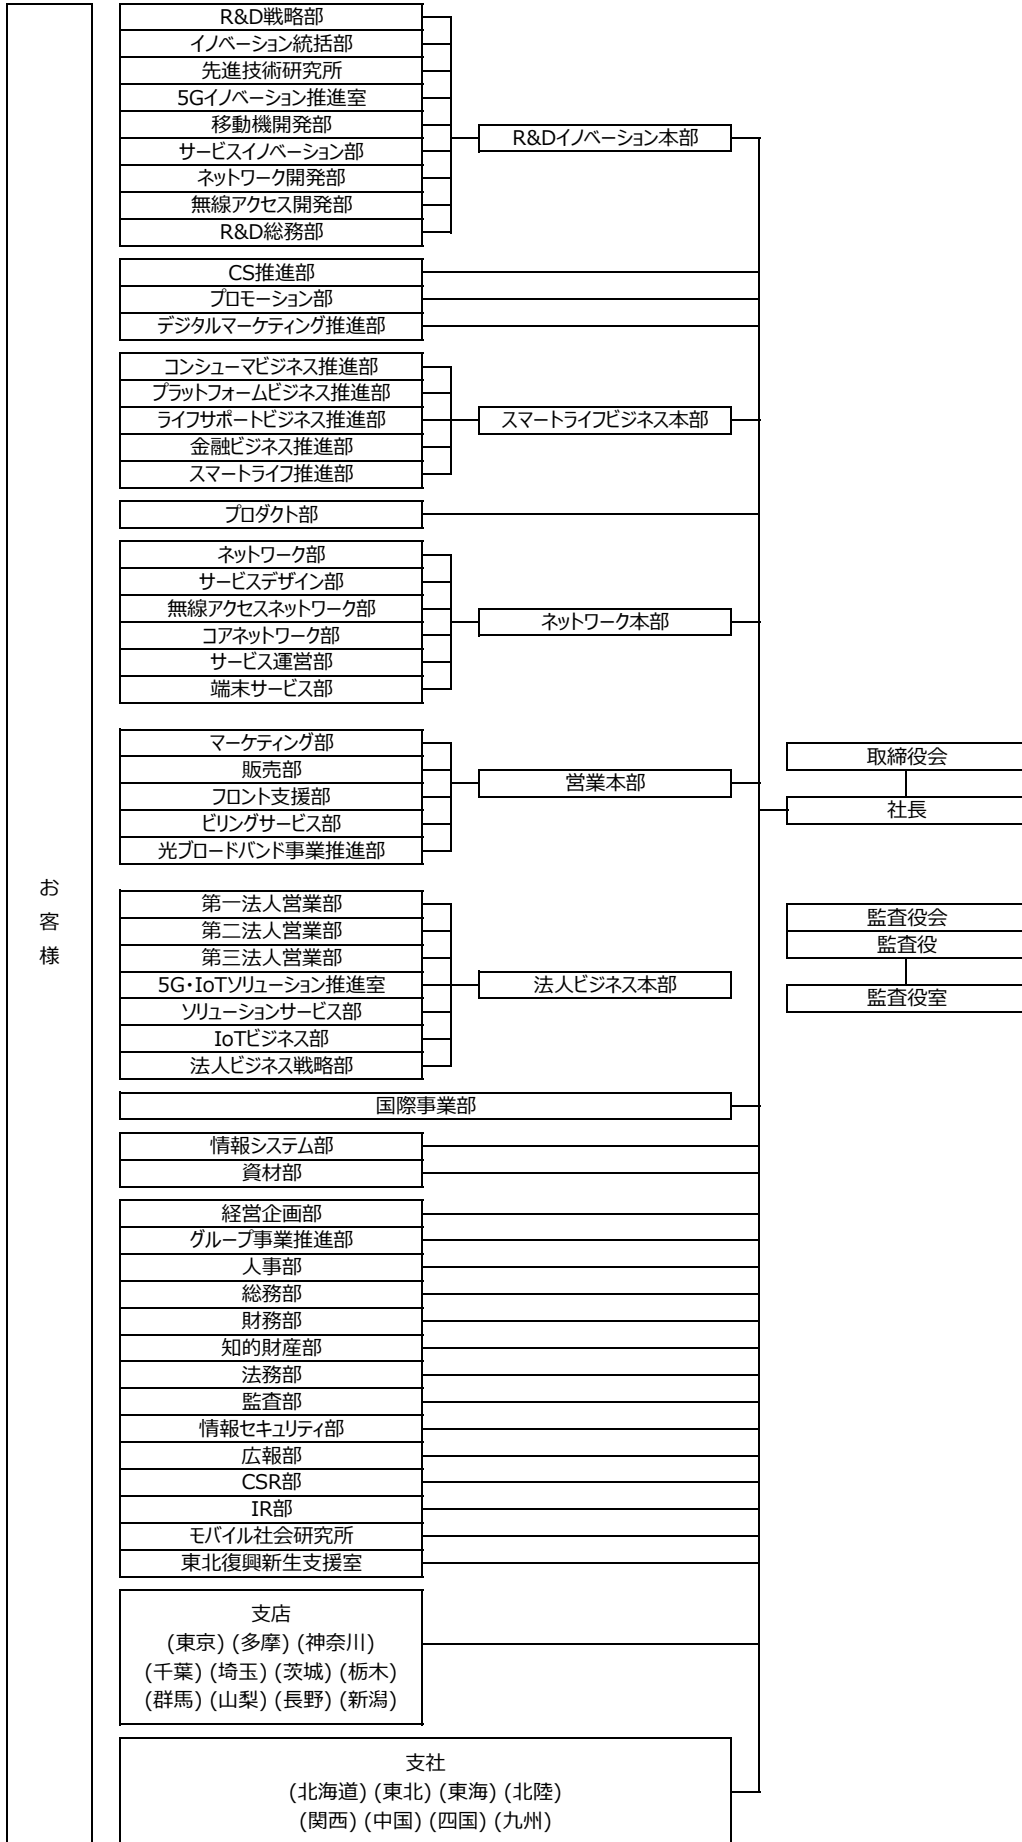 R&D戦略部
イノベーション統括部
先進技術研究所
5Gイノベーション推進室
移動機開発部
サービスイノベーション部
ネットワーク開発部
無線アクセス開発部
R&D総務部
R&Dイノベーション本部
CS推進部
プロモーション部
デジタルマーケティング推進部
コンシューマビジネス推進部
プラットフォームビジネス推進部
ライフサポートビジネス推進部
金融ビジネス推進部
スマートライフ推進部
スマートライフビジネス本部
プロダクト部
ネットワーク部
サービスデザイン部
無線アクセスネットワーク部
コアネットワーク部
サービス運営部
端末サービス部
ネットワーク本部
マーケティング部
販売部
フロント支援部
ビリングサービス部
光ブロードバンド事業推進部
営業本部
取締役会
社長
お
客
様
第一法人営業部
第二法人営業部
第三法人営業部
5G・IoTソリューション推進室
ソリューションサービス部
IoTビジネス部
法人ビジネス戦略部
法人ビジネス本部
監査役会
監査役
監査役室
国際事業部
情報システム部
資材部
経営企画部
グループ事業推進部
人事部
総務部
財務部
知的財産部
法務部
監査部
情報セキュリティ部
広報部
CSR部
IR部
モバイル社会研究所
東北復興新生支援室
支店
(東京) (多摩) (神奈川)
(千葉) (埼玉) (茨城) (栃木)
(群馬) (山梨) (長野) (新潟)
支社
(北海道) (東北) (東海) (北陸)
(関西) (中国) (四国) (九州)